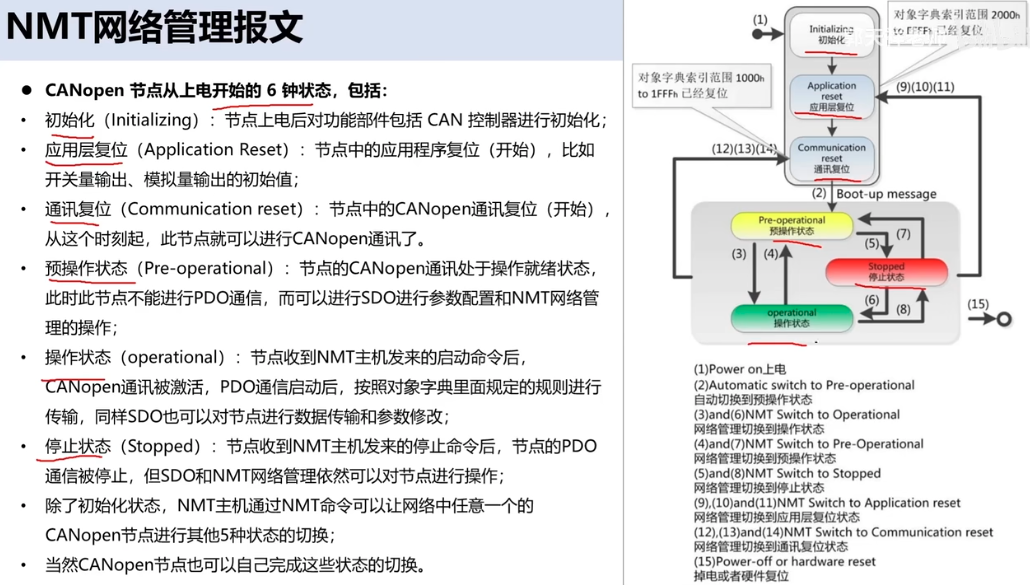 NMT网络管理报文
● CANopen 节点从上电开始的 6 钟状态，包括：
• 初始化（Initializing）：节点上电后对功能部件包括 CAN 控制器进行初始化；
• 应用层复位（Application Reset）：节点中的应用程序复位（开始），比如
开关量输出、模拟量输出的初始值；
• 通讯复位（Communication reset）：节点中的CANopen通讯复位（开始），
从这个时刻起，此节点就可以进行CANopen通讯了。
• 预操作状态（Pre-operational）：节点的CANopen通讯处于操作就绪状态，
此时此节点不能进行PDO通信，而可以进行SDO进行参数配置和NMT网络管
理的操作；
• 操作状态（operational）：节点收到NMT主机发来的启动命令后，
CANopen通讯被激活，PDO通信启动后，按照对象字典里面规定的规则进行
传输，同样SDO也可以对节点进行数据传输和参数修改；
• 停止状态（Stopped）：节点收到NMT主机发来的停止命令后，节点的PDO
通信被停止，但SDO和NMT网络管理依然可以对节点进行操作；
• 除了初始化状态，NMT主机通过NMT命令可以让网络中任意一个的
CANopen节点进行其他5种状态的切换；
• 当然CANopen节点也可以自己完成这些状态的切换。
(1)
Initializing
初始化
对象字典索引范围 2000h
to FFFFh 已经复位
对象字典索引范围 1000h
to 1FFFh 已经复位
Application
reset
应用层复位
(9)(10)(11)
(12)(13)(14)
Communication
reset
通讯复位
(2)
Boot-up message
Pre-operational
预操作状态
(3)
(4)
(5)
(7)
Stopped
停止状态
(6)
(8)
operational
操作状态
(15)
(1)Power on上电
(2)Automatic switch to Pre-operational
自动切换到预操作状态
(3)and(6)NMT Switch to Operational
网络管理切换到操作状态
(4)and(7)NMT Switch to Pre-Operational
网络管理切换到预操作状态
(5)and(8)NMT Switch to Stopped
网络管理切换到停止状态
(9),(10)and(11)NMT Switch to Application reset
网络管理切换到应用层复位状态
(12),(13)and(14)NMT Switch to Communication reset
网络管理切换到通讯复位状态
(15)Power-off or hardware reset
掉电或者硬件复位